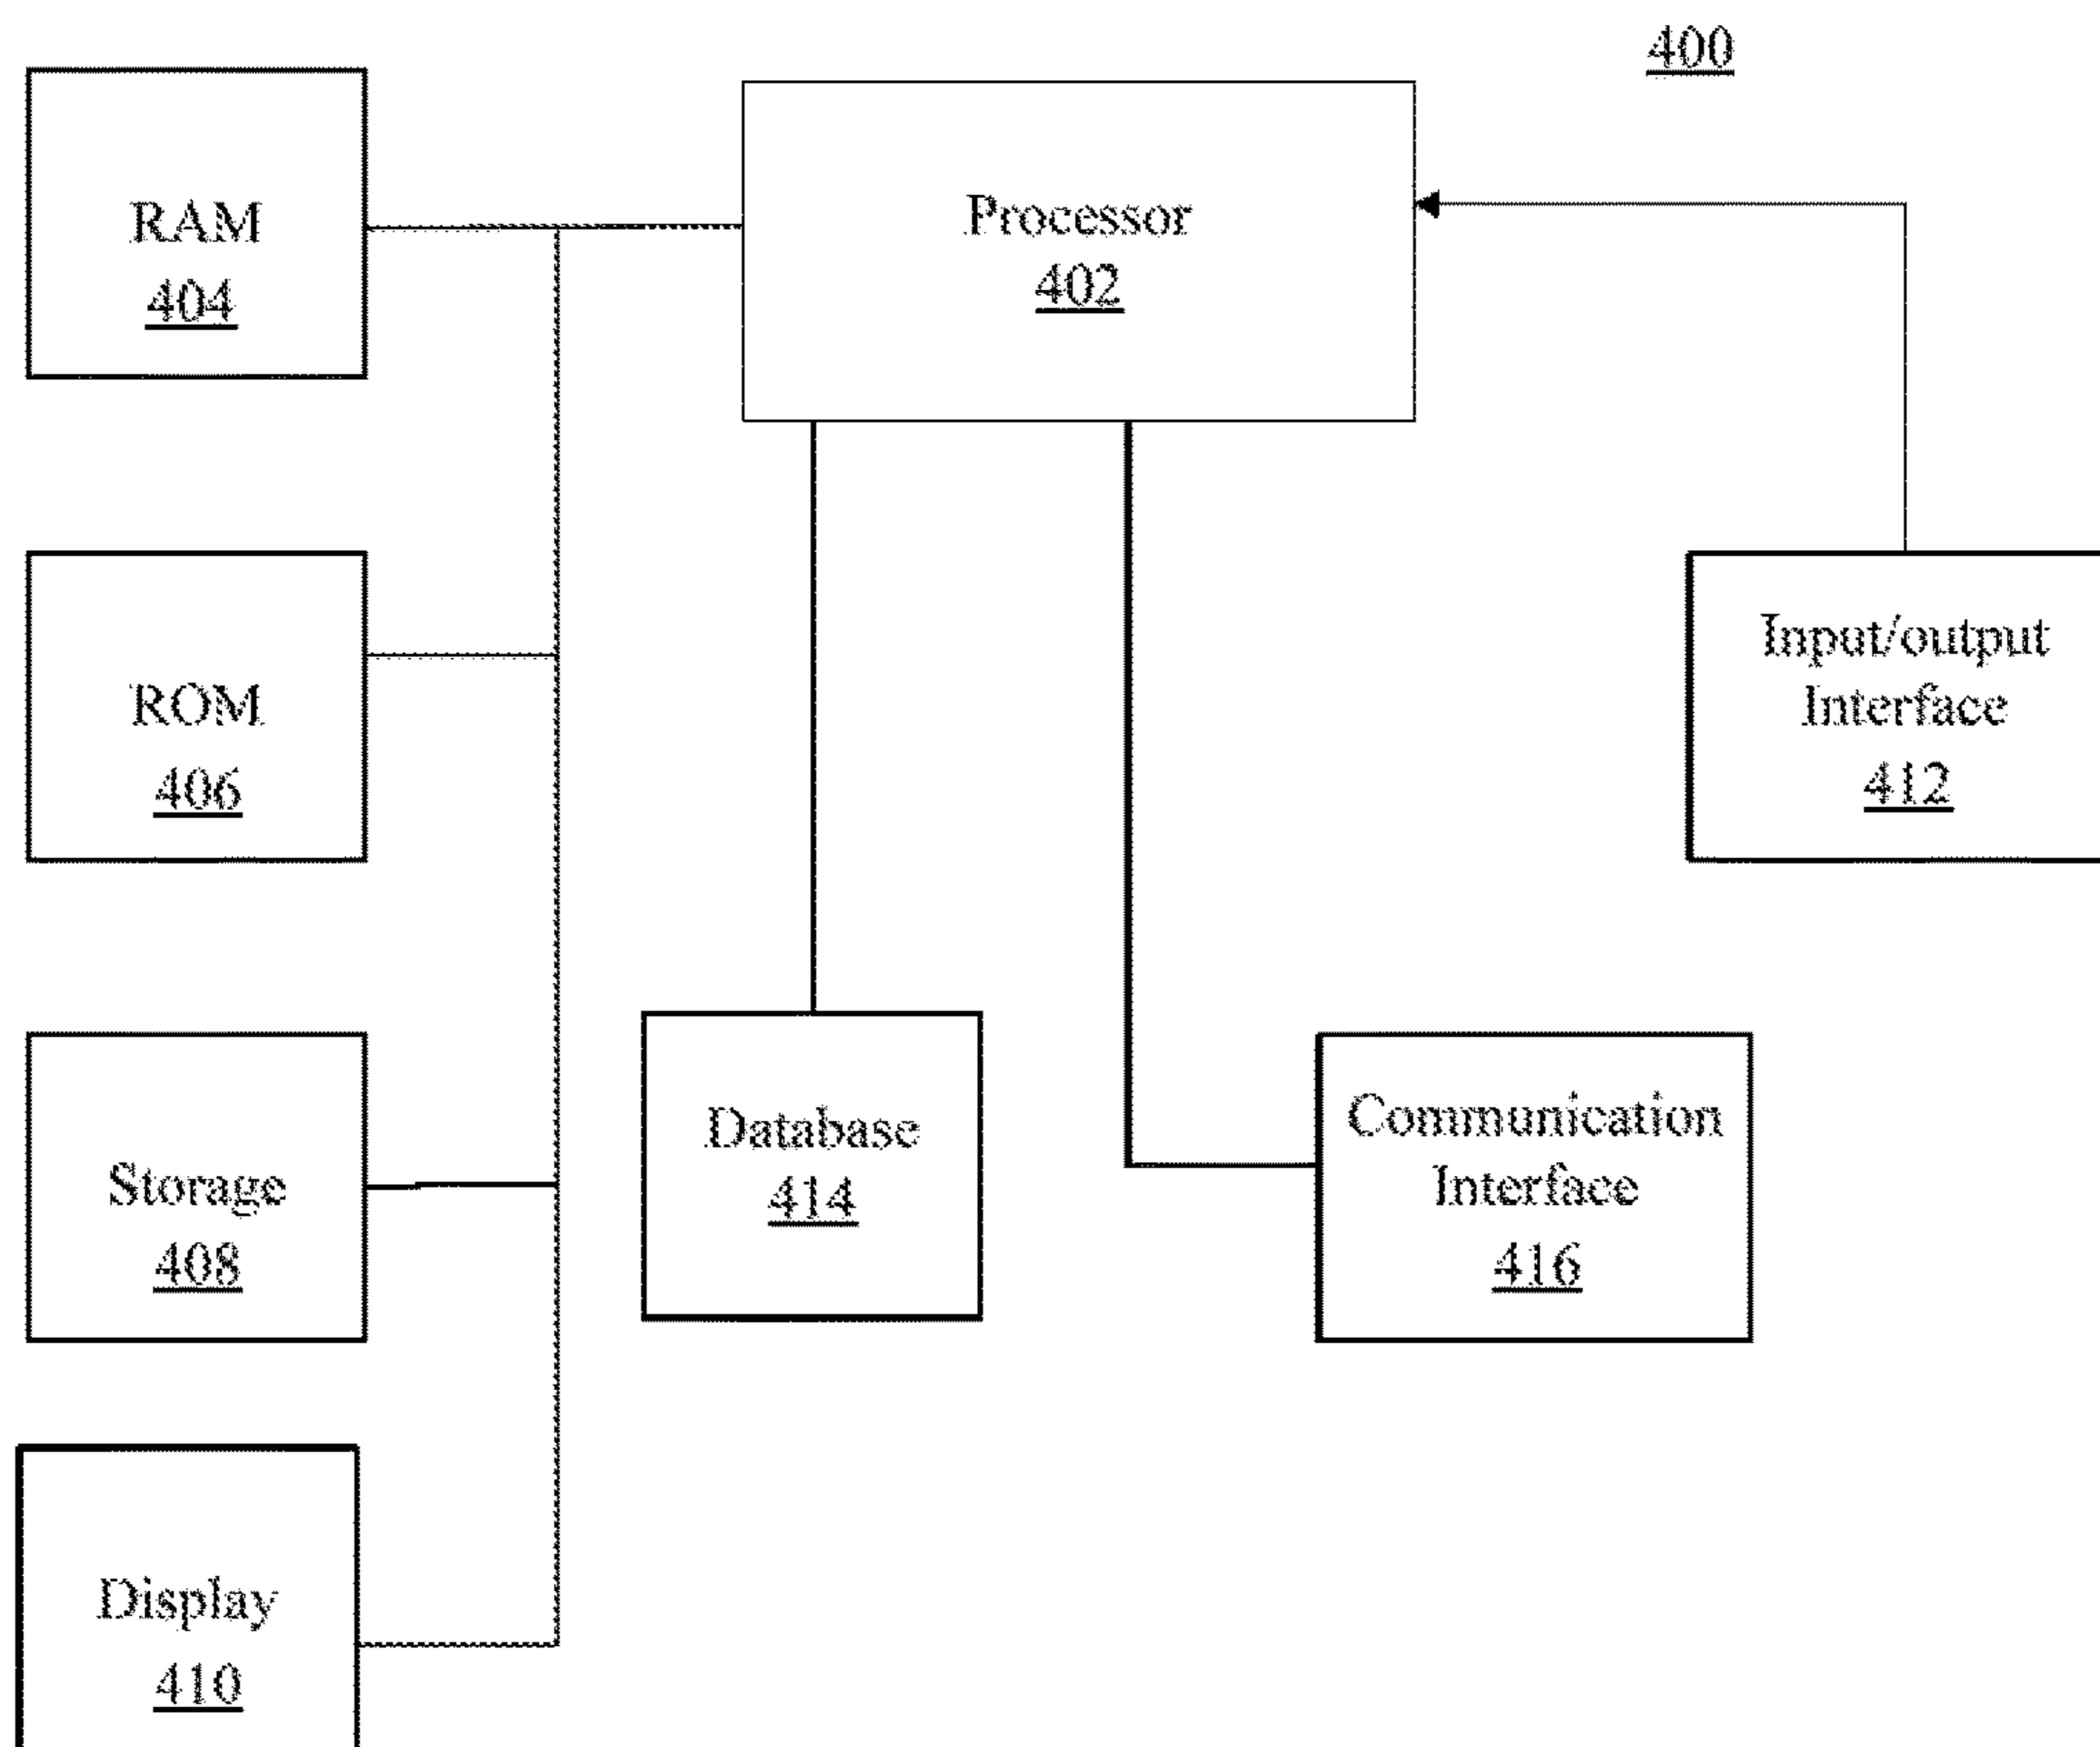 400
RAM
404
Processor
402
ROM
406
Input/output
Interface
412
Storage
408
Database
414
Communication
Interface
416
Display
410